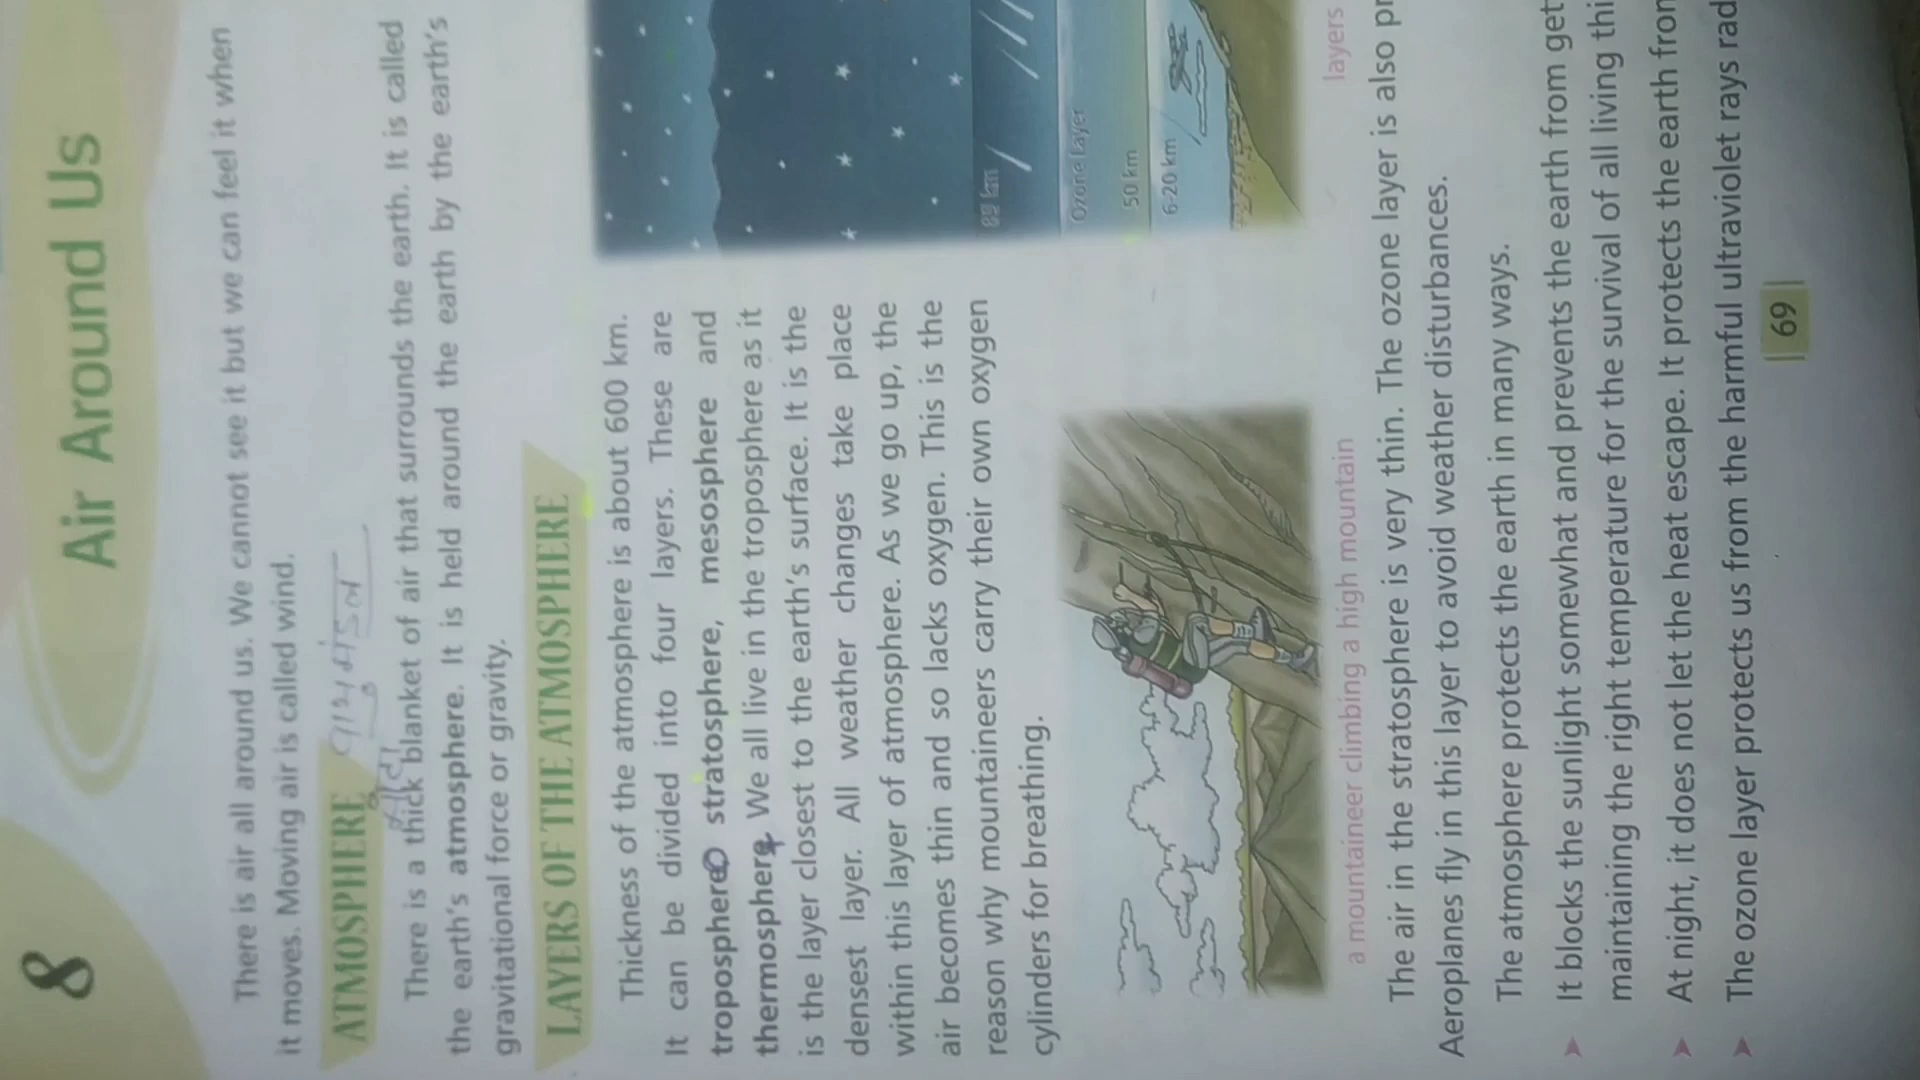 8
Air Around Us
There is air all around us. We cannot see it but we can feel it when
it moves. Moving air is called wind.
ATMOSPHERE
There is a thick blanket of air that surrounds the earth. It is called
the earth's atmosphere. It is held around the earth by the earth's
gravitational force or gravity.
LAYERS OF THE ATMOSPHERE
Thickness of the atmosphere is about 600 km.
It can be divided into four layers. These are
troposphere, stratosphere, mesosphere and
thermosphere. We all live in the troposphere as it
is the layer closest to the earth's surface. It is the
densest layer. All weather changes take place
within this layer of atmosphere. As we go up, the
air becomes thin and so lacks oxygen. This is the
reason why mountaineers carry their own oxygen
cylinders for breathing.
km
Ozone layer
50 km
6-20 km
a mountaineer climbing a high mountain
layers
The air in the stratosphere is very thin. The ozone layer is also pr
Aeroplanes fly in this layer to avoid weather disturbances.
The atmosphere protects the earth in many ways.
➤ It blocks the sunlight somewhat and prevents the earth from get
maintaining the right temperature for the survival of all living thi
➤ At night, it does not let the heat escape. It protects the earth from
➤ The ozone layer protects us from the harmful ultraviolet rays rad
69